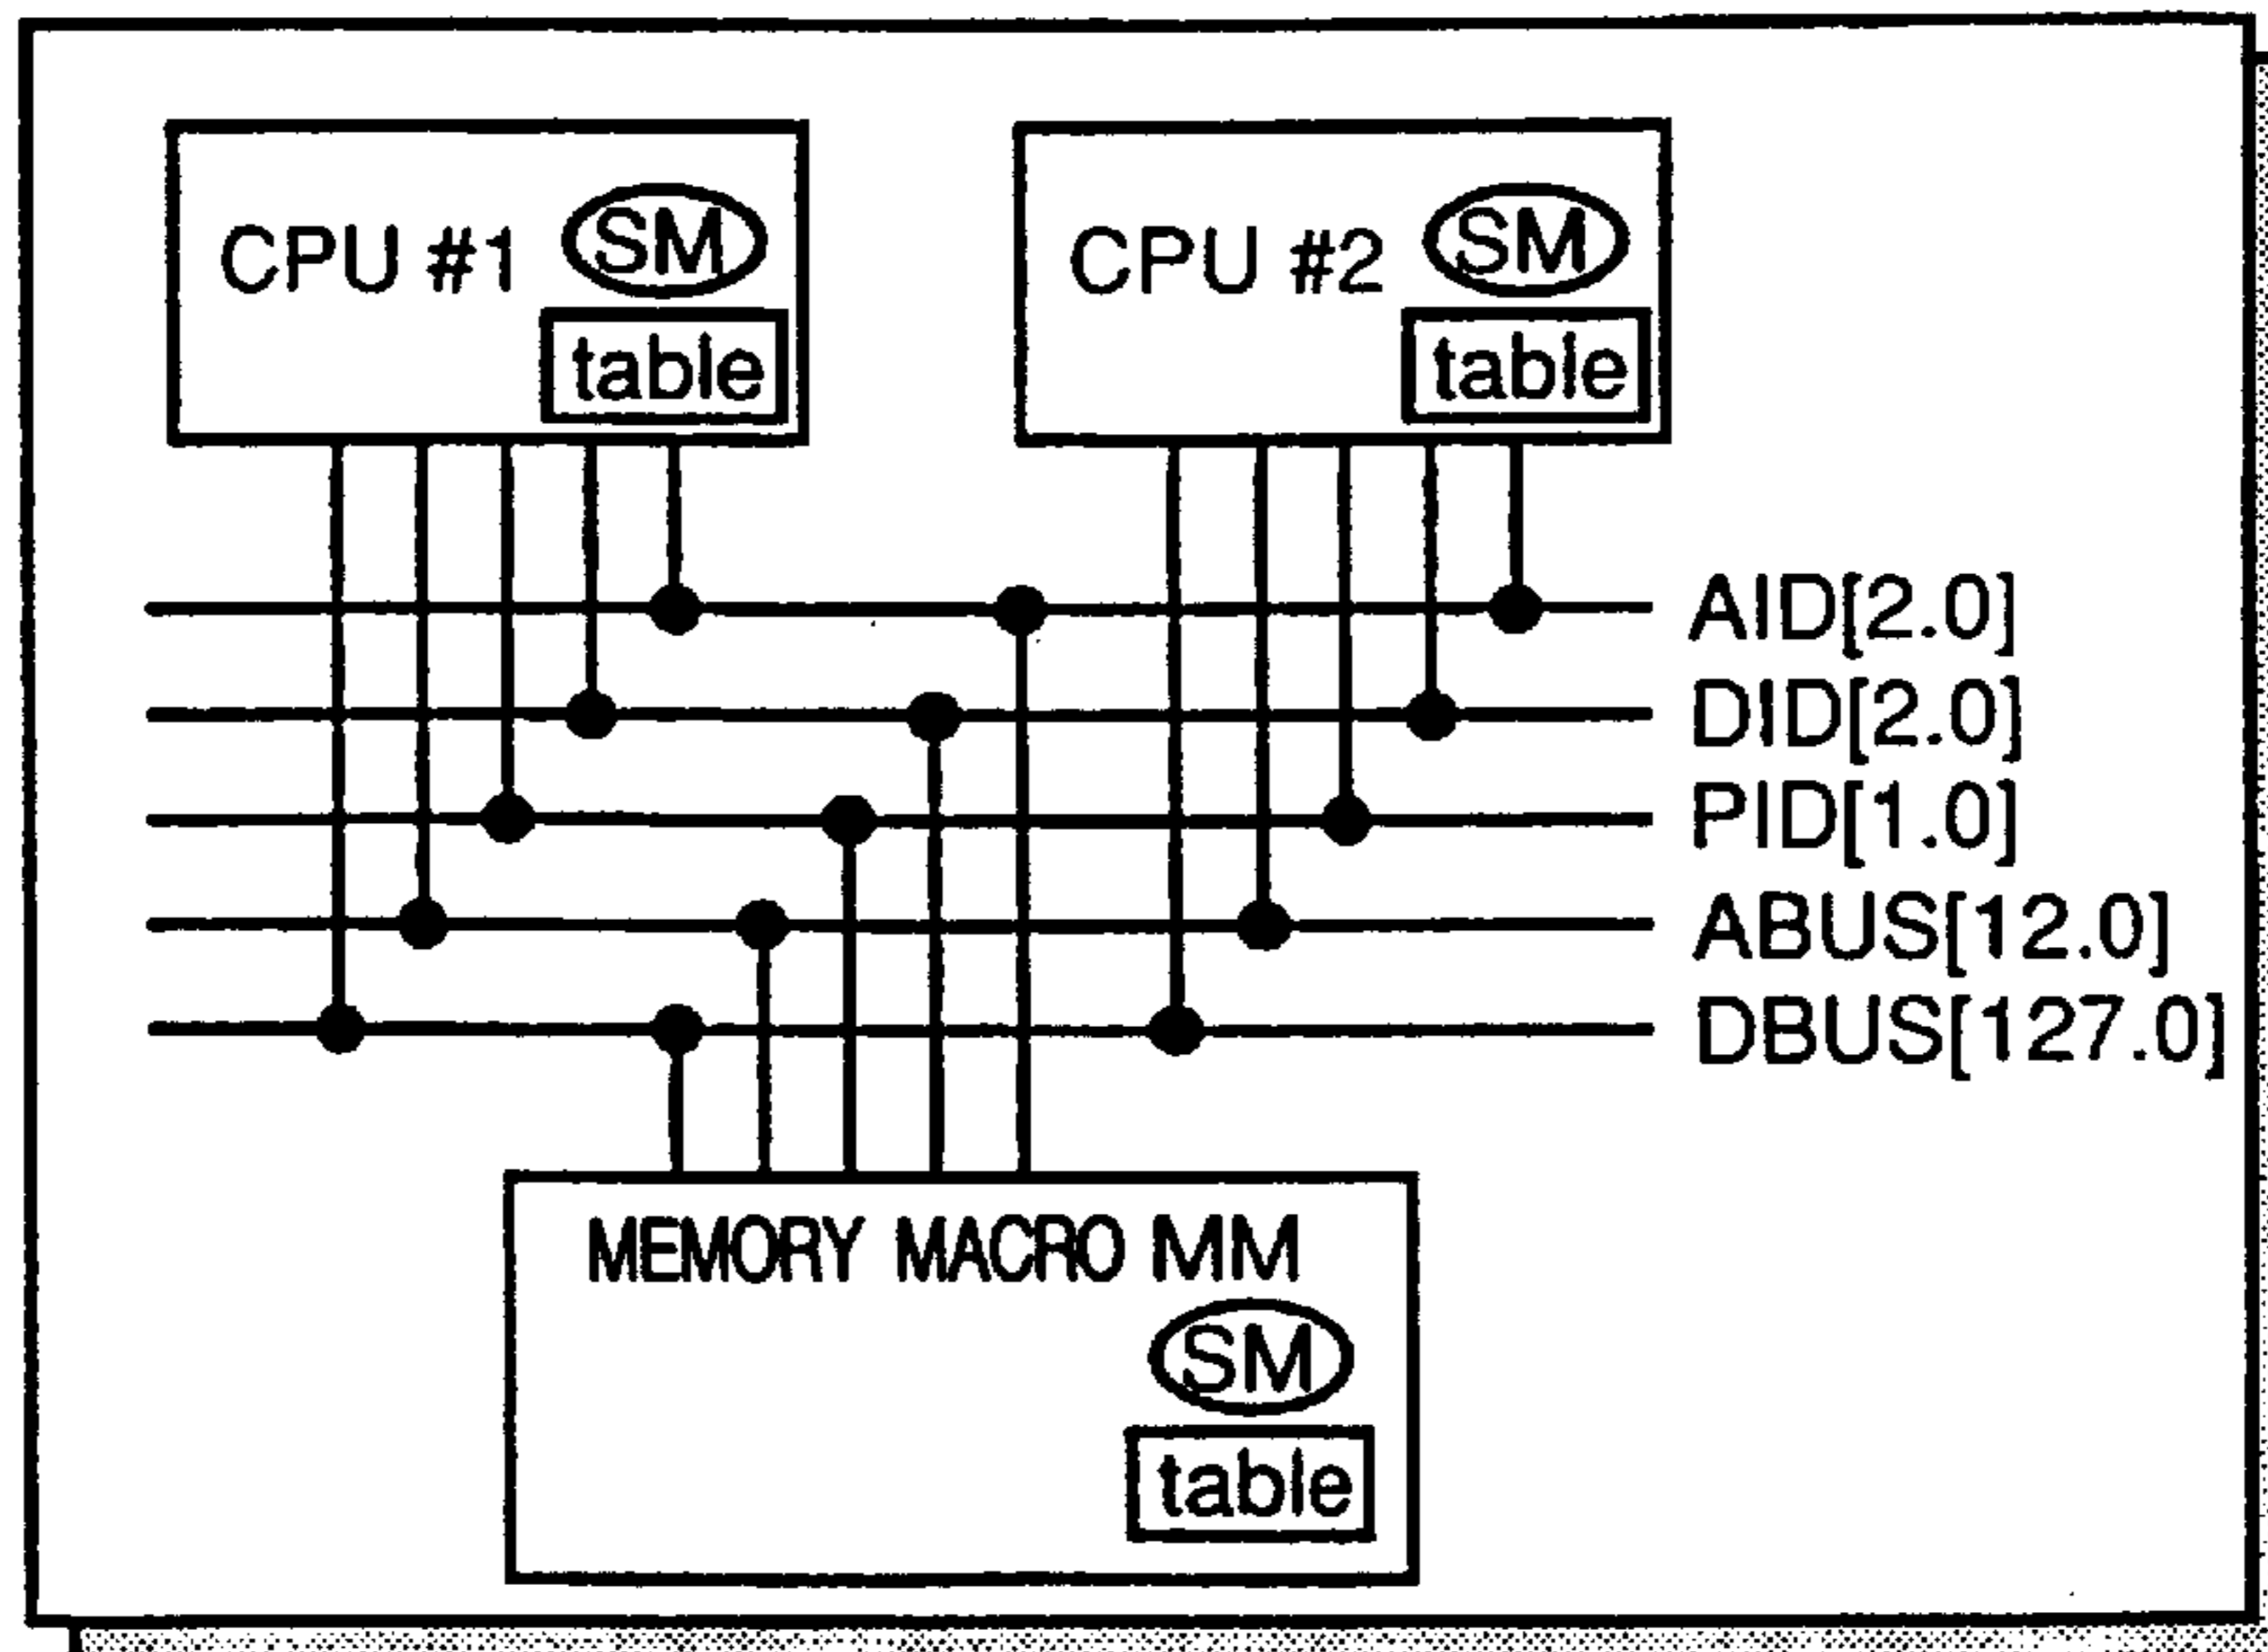 CPU #1 SM
table
CPU #2 SM
table
AID[2.0]
DID[2.0]
PID[1.0]
ABUS[12.0]
DBUS[127.0]
MEMORY MACRO MM
SM
table